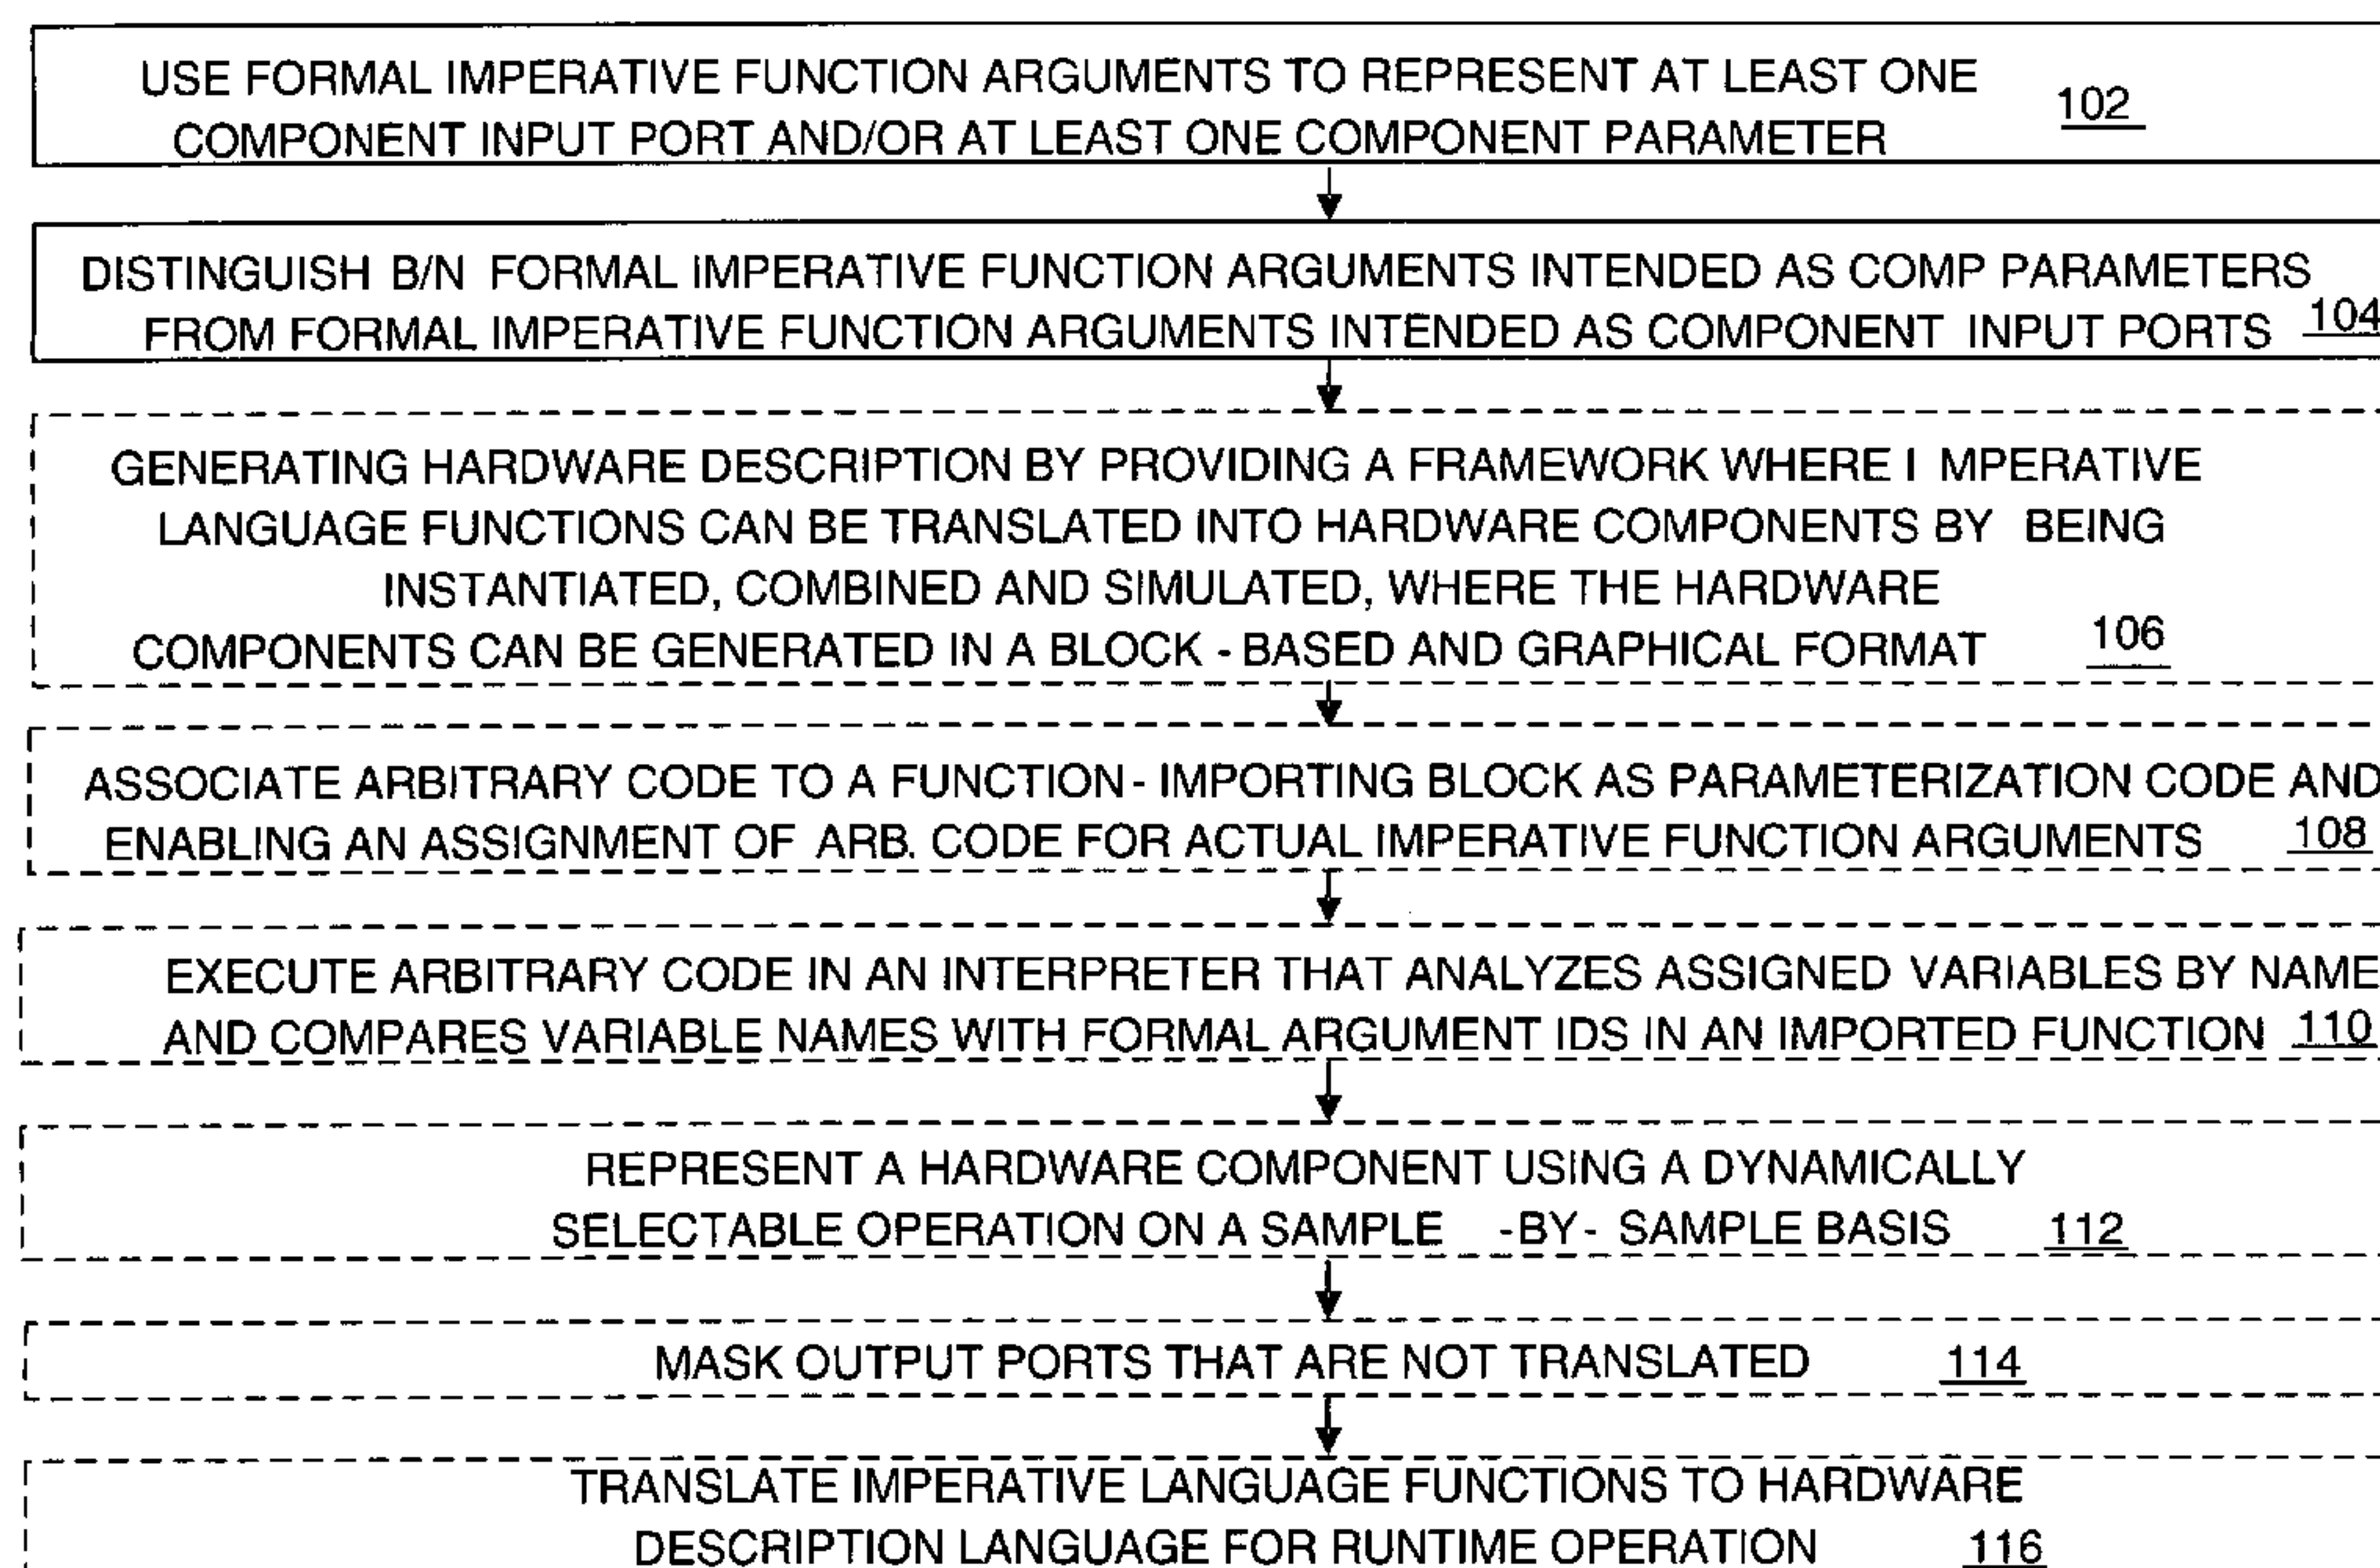 USE FORMAL IMPERATIVE FUNCTION ARGUMENTS TO REPRESENT AT LEAST ONE
COMPONENT INPUT PORT AND/OR AT LEAST ONE COMPONENT PARAMETER 102
DISTINGUISH B/N FORMAL IMPERATIVE FUNCTION ARGUMENTS INTENDED AS COMP PARAMETERS
FROM FORMAL IMPERATIVE FUNCTION ARGUMENTS INTENDED AS COMPONENT INPUT PORTS 104
GENERATING HARDWARE DESCRIPTION BY PROVIDING A FRAMEWORK WHERE I MPERATIVE
LANGUAGE FUNCTIONS CAN BE TRANSLATED INTO HARDWARE COMPONENTS BY BEING
INSTANTIATED, COMBINED AND SIMULATED, WHERE THE HARDWARE
COMPONENTS CAN BE GENERATED IN A BLOCK - BASED AND GRAPHICAL FORMAT 106
ASSOCIATE ARBITRARY CODE TO A FUNCTION - IMPORTING BLOCK AS PARAMETERIZATION CODE AND
ENABLING AN ASSIGNMENT OF ARB. CODE FOR ACTUAL IMPERATIVE FUNCTION ARGUMENTS 108
EXECUTE ARBITRARY CODE IN AN INTERPRETER THAT ANALYZES ASSIGNED VARIABLES BY NAME
AND COMPARES VARIABLE NAMES WITH FORMAL ARGUMENT IDS IN AN IMPORTED FUNCTION 110
REPRESENT A HARDWARE COMPONENT USING A DYNAMICALLY
SELECTABLE OPERATION ON A SAMPLE -BY- SAMPLE BASIS 112
MASK OUTPUT PORTS THAT ARE NOT TRANSLATED 114
TRANSLATE IMPERATIVE LANGUAGE FUNCTIONS TO HARDWARE
DESCRIPTION LANGUAGE FOR RUNTIME OPERATION 116